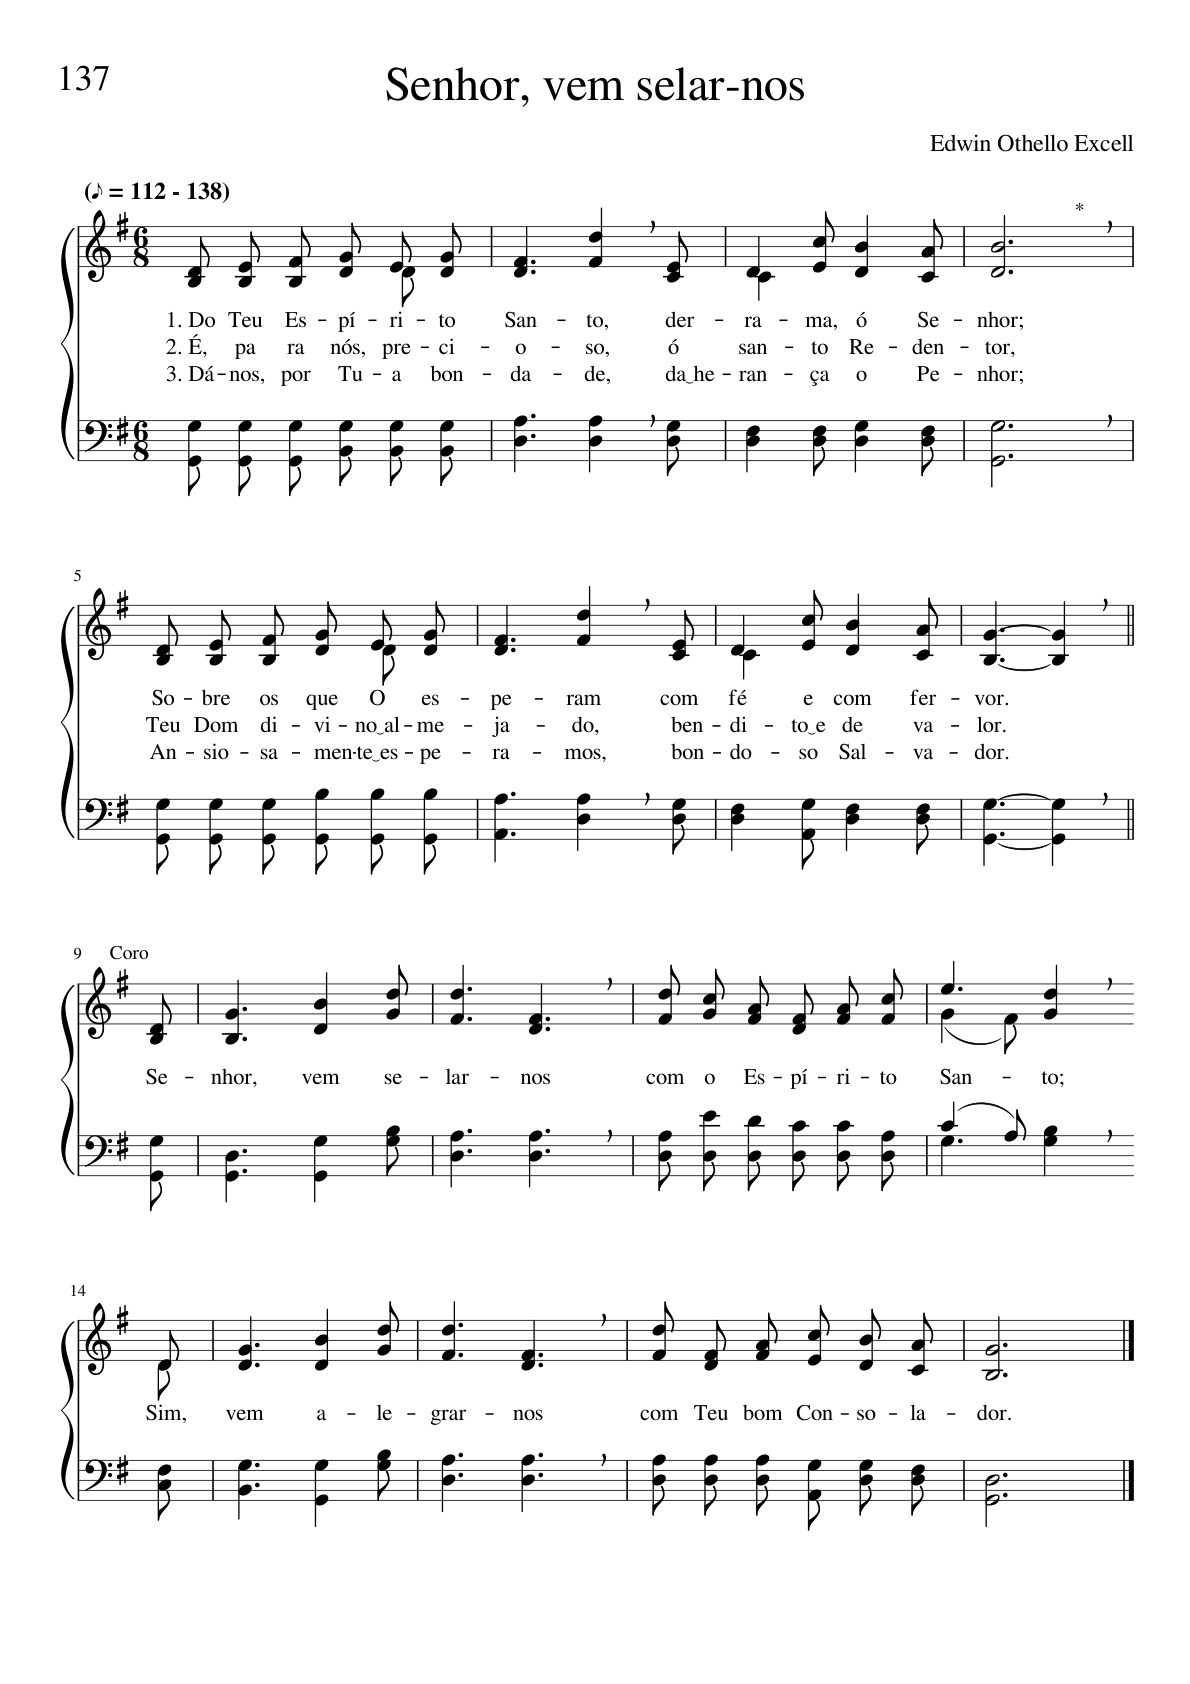 137
Senhor, vem selar-nos
Edwin Othello Excell
(♪ = 112 - 138)
*
6
8
1. Do Teu Es - pí - ri - to San - to, der - ra - ma, ó Se - nhor;
2. É, pa ra nós, pre - ci - o - so, ó san - to Re - den - tor,
3. Dá - nos, por Tu - a bon - da - de, da‿he - ran - ça o Pe - nhor;
6
8
5
So - bre os que O es - pe - ram com fé e com fer - vor.
Teu Dom di - vi - no‿al - me - ja - do, ben - di - to‿e de va - lor.
An - sio - sa - men - te‿es - pe - ra - mos, bon - do - so Sal - va - dor.
9 Coro
Se - nhor, vem se - lar - nos com o Es - pí - ri - to San - to;
14
Sim, vem a - le - grar - nos com Teu bom Con - so - la - dor.